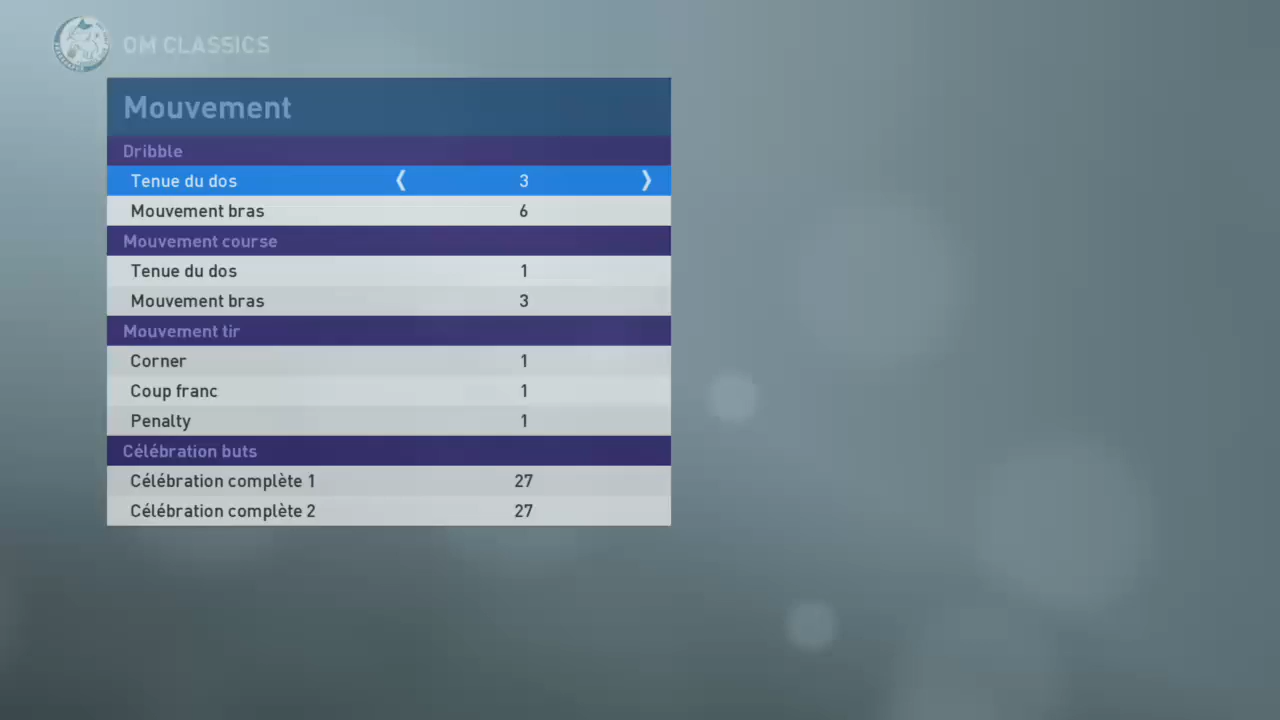 OM CLASSICS
Mouvement
Dribble
Tenue du dos 3
Mouvement bras 6
Mouvement course
Tenue du dos 1
Mouvement bras 3
Mouvement tir
Corner 1
Coup franc 1
Penalty 1
Célébration buts
Célébration complète 1 27
Célébration complète 2 27